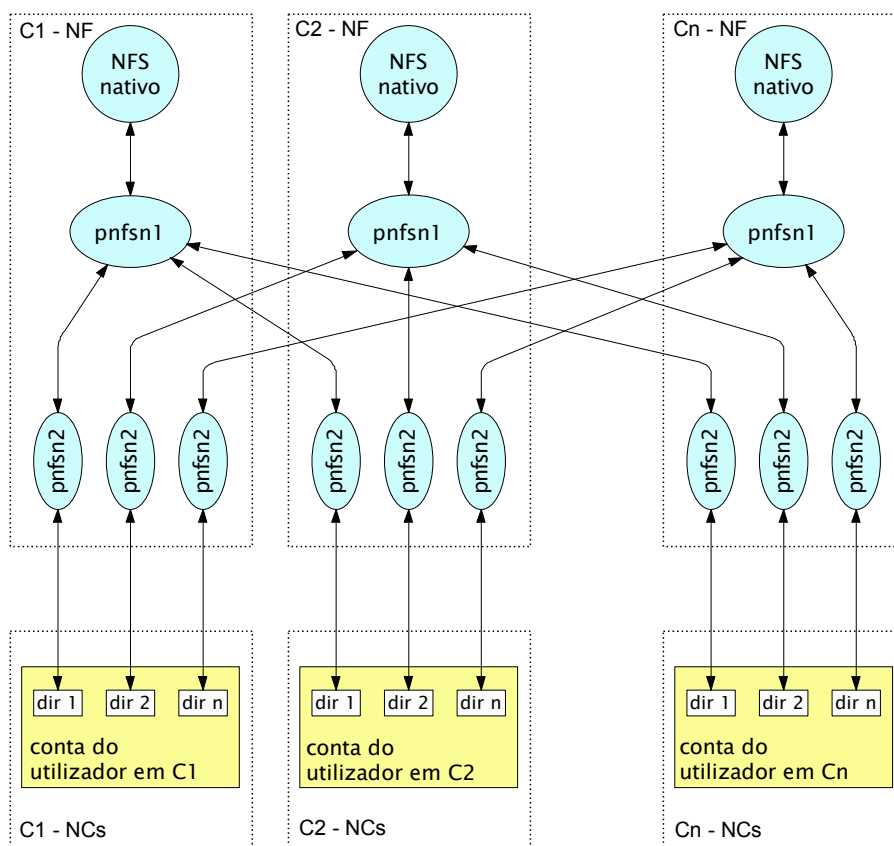 C1 - NF
C2 - NF
Cn - NF
NFS
nativo
NFS
nativo
NFS
nativo
pnfsn1
pnfsn1
pnfsn1
pnfsn2
pnfsn2
pnfsn2
pnfsn2
pnfsn2
pnfsn2
pnfsn2
pnfsn2
pnfsn2
dir 1
dir 2
dir n
conta do
utilizador em C1
dir 1
dir 2
dir n
conta do
utilizador em C2
dir 1
dir 2
dir n
conta do
utilizador em Cn
C1 - NCs
C2 - NCs
Cn - NCs